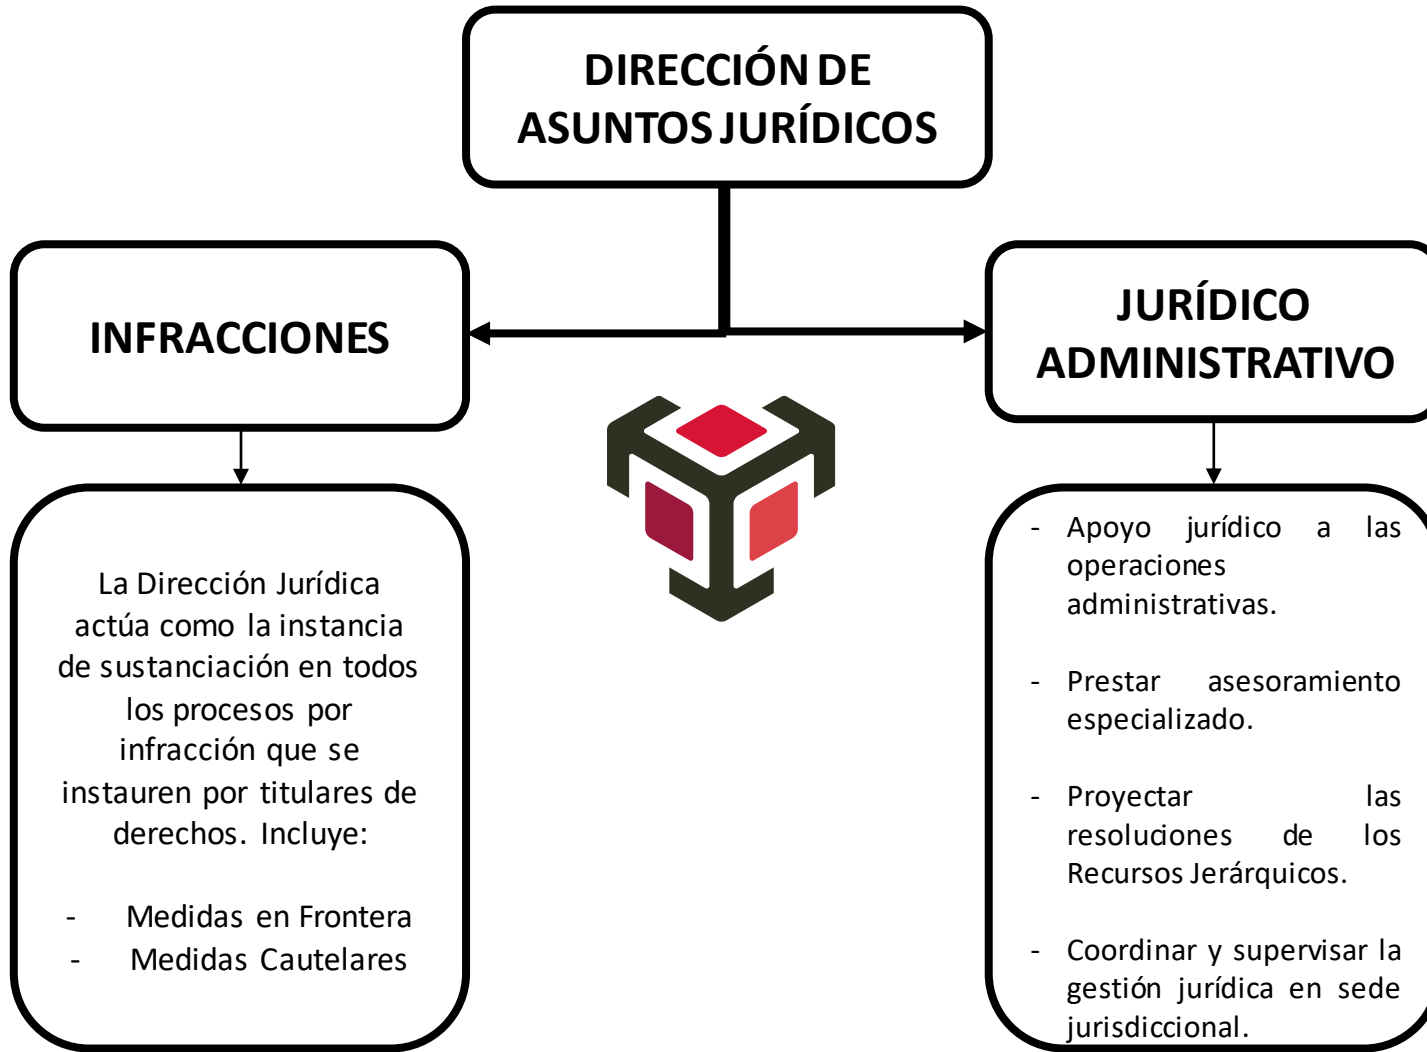 DIRECCIÓN DE
ASUNTOS JURÍDICOS
INFRACCIONES
La Dirección Jurídica
actúa como la instancia
de sustanciación en todos
los procesos por
infracción que se
instauren por titulares de
derechos. Incluye:
- Medidas en Frontera
- Medidas Cautelares
JURÍDICO
ADMINISTRATIVO
- Apoyo jurídico a las
operaciones
administrativas.
- Prestar asesoramiento
especializado.
- Proyectar las
resoluciones de los
Recursos Jerárquicos.
- Coordinar y supervisar la
gestión jurídica en sede
jurisdiccional.